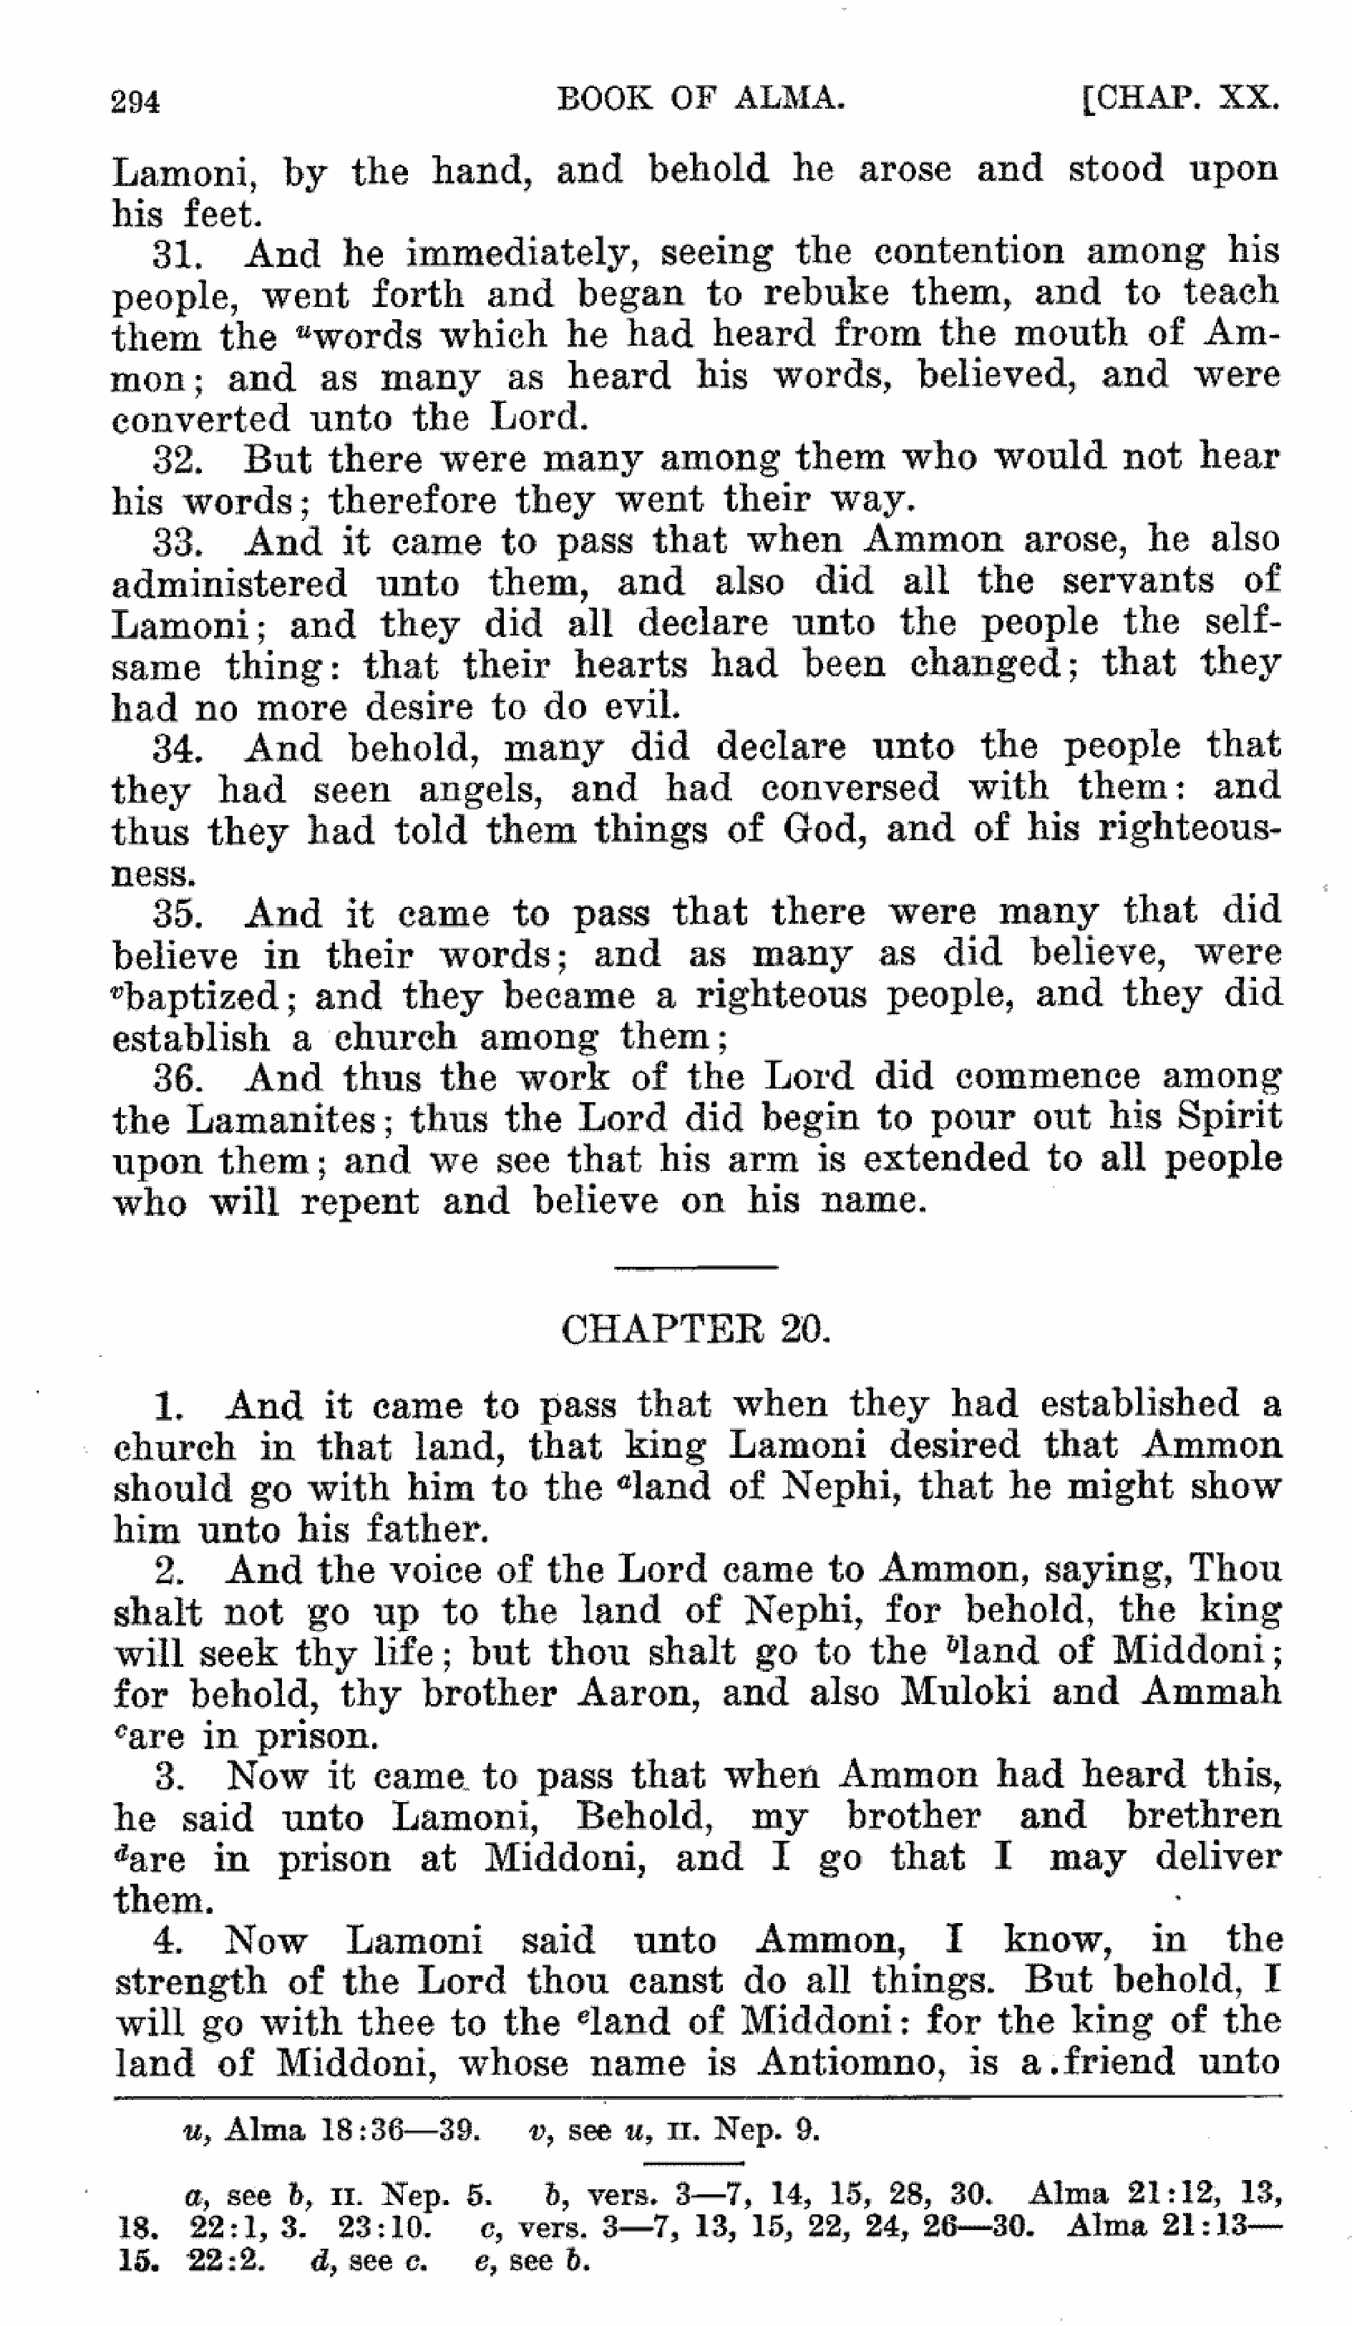 294 BOOK OF ALMA. [CHAP. XX.
Lamoni, by the hand, and behold he arose and stood upon
his feet.
31. And he immediately, seeing the contention among his
people, went forth and began to rebuke them, and to teach
them the ᵘwords which he had heard from the mouth of Am-
mon; and as many as heard his words, believed, and were
converted unto the Lord.
32. But there were many among them who would not hear
his words; therefore they went their way.
33. And it came to pass that when Ammon arose, he also
administered unto them, and also did all the servants of
Lamoni; and they did all declare unto the people the self-
same thing: that their hearts had been changed; that they
had no more desire to do evil.
34. And behold, many did declare unto the people that
they had seen angels, and had conversed with them: and
thus they had told them things of God, and of his righteous-
ness.
35. And it came to pass that there were many that did
believe in their words; and as many as did believe, were
ᵛbaptized; and they became a righteous people, and they did
establish a church among them;
36. And thus the work of the Lord did commence among
the Lamanites; thus the Lord did begin to pour out his Spirit
upon them; and we see that his arm is extended to all people
who will repent and believe on his name.
CHAPTER 20.
1. And it came to pass that when they had established a
church in that land, that king Lamoni desired that Ammon
should go with him to the ᵃland of Nephi, that he might show
him unto his father.
2. And the voice of the Lord came to Ammon, saying, Thou
shalt not go up to the land of Nephi, for behold, the king
will seek thy life; but thou shalt go to the ᵇland of Middoni;
for behold, thy brother Aaron, and also Muloki and Ammah
ᶜare in prison.
3. Now it came to pass that when Ammon had heard this,
he said unto Lamoni, Behold, my brother and brethren
ᵈare in prison at Middoni, and I go that I may deliver
them.
4. Now Lamoni said unto Ammon, I know, in the
strength of the Lord thou canst do all things. But behold, I
will go with thee to the ᵉland of Middoni: for the king of the
land of Middoni, whose name is Antiomno, is a friend unto
u, Alma 18:36—39. v, see u, II. Nep. 9.
a, see b, II. Nep. 5. b, vers. 3—7, 14, 15, 28, 30. Alma 21:12, 13,
18. 22:1, 3. 23:10. c, vers. 3—7, 13, 15, 22, 24, 26—30. Alma 21:13—
15. 22:2. d, see c. e, see b.